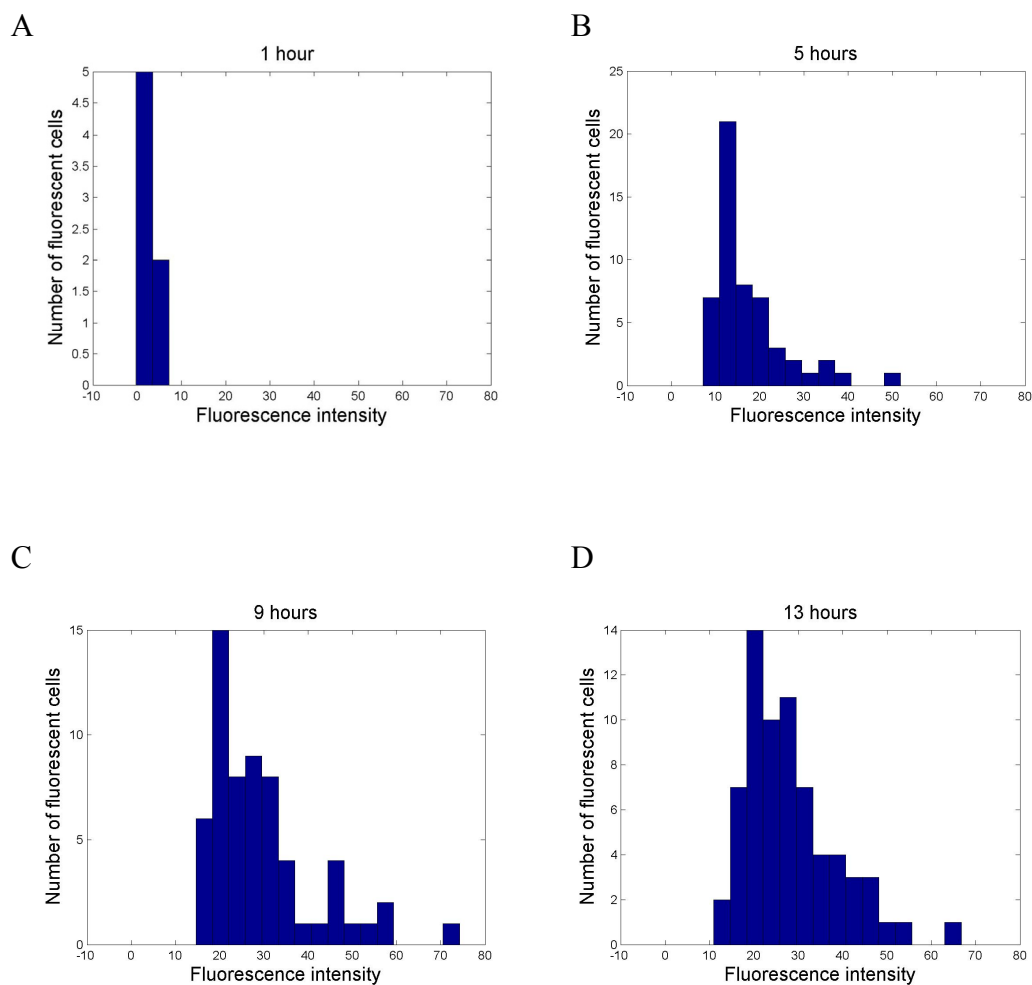 A
1 hour
Number of fluorescent cells
5
4.5
4
3.5
3
2.5
2
1.5
1
0.5
0
-10 0 10 20 30 40 50 60 70 80
Fluorescence intensity
B
5 hours
Number of fluorescent cells
25
20
15
10
5
0
-10 0 10 20 30 40 50 60 70 80
Fluorescence intensity
C
9 hours
Number of fluorescent cells
15
10
5
0
-10 0 10 20 30 40 50 60 70 80
Fluorescence intensity
D
13 hours
Number of fluorescent cells
14
12
10
8
6
4
2
0
-10 0 10 20 30 40 50 60 70 80
Fluorescence intensity